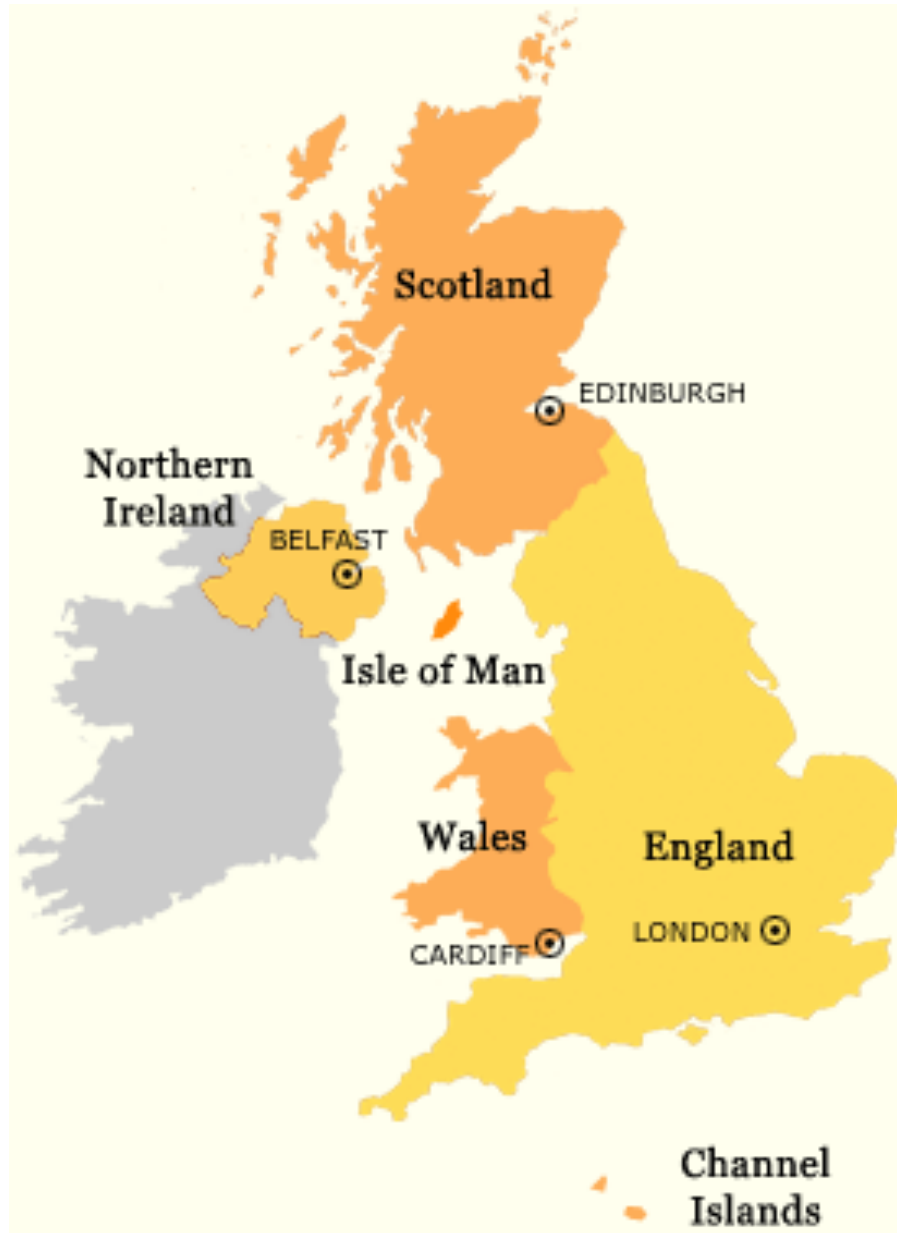 Scotland
EDINBURGH
Northern
Ireland
BELFAST
Isle of Man
Wales
England
LONDON
CARDIFF
Channel
Islands